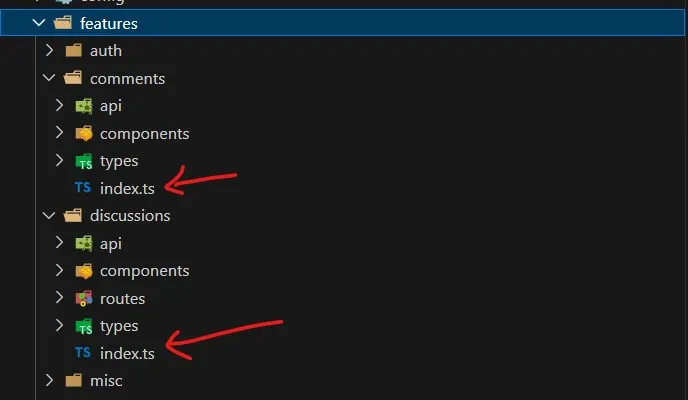 config
features
auth
comments
api
components
TS types
TS index.ts
discussions
api
components
routes
TS types
TS index.ts
misc